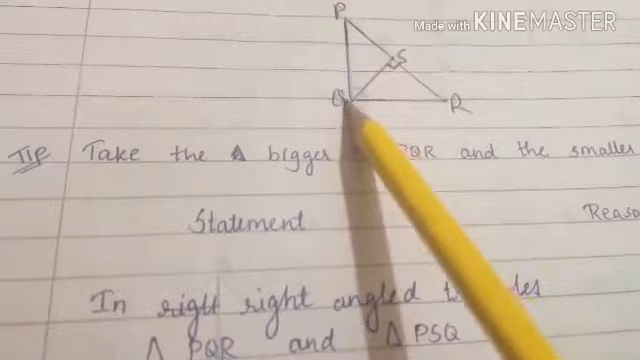 Made with KINEMASTER
P
S
Q
R
TIP Take the Δ bigger PQR and the smaller
Statement Reaso
In rigu right angled
Δ PQR and Δ PSQ